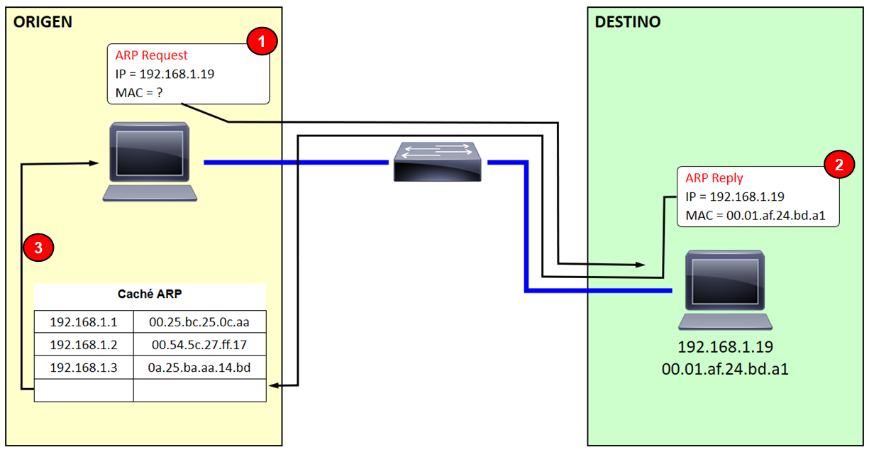 ORIGEN
1
ARP Request
IP = 192.168.1.19
MAC = ?
3
Caché ARP
192.168.1.1 00.25.bc.25.0c.aa
192.168.1.2 00.54.5c.27.ff.17
192.168.1.3 0a.25.ba.aa.14.bd
DESTINO
2
ARP Reply
IP = 192.168.1.19
MAC = 00.01.af.24.bd.a1
192.168.1.19
00.01.af.24.bd.a1